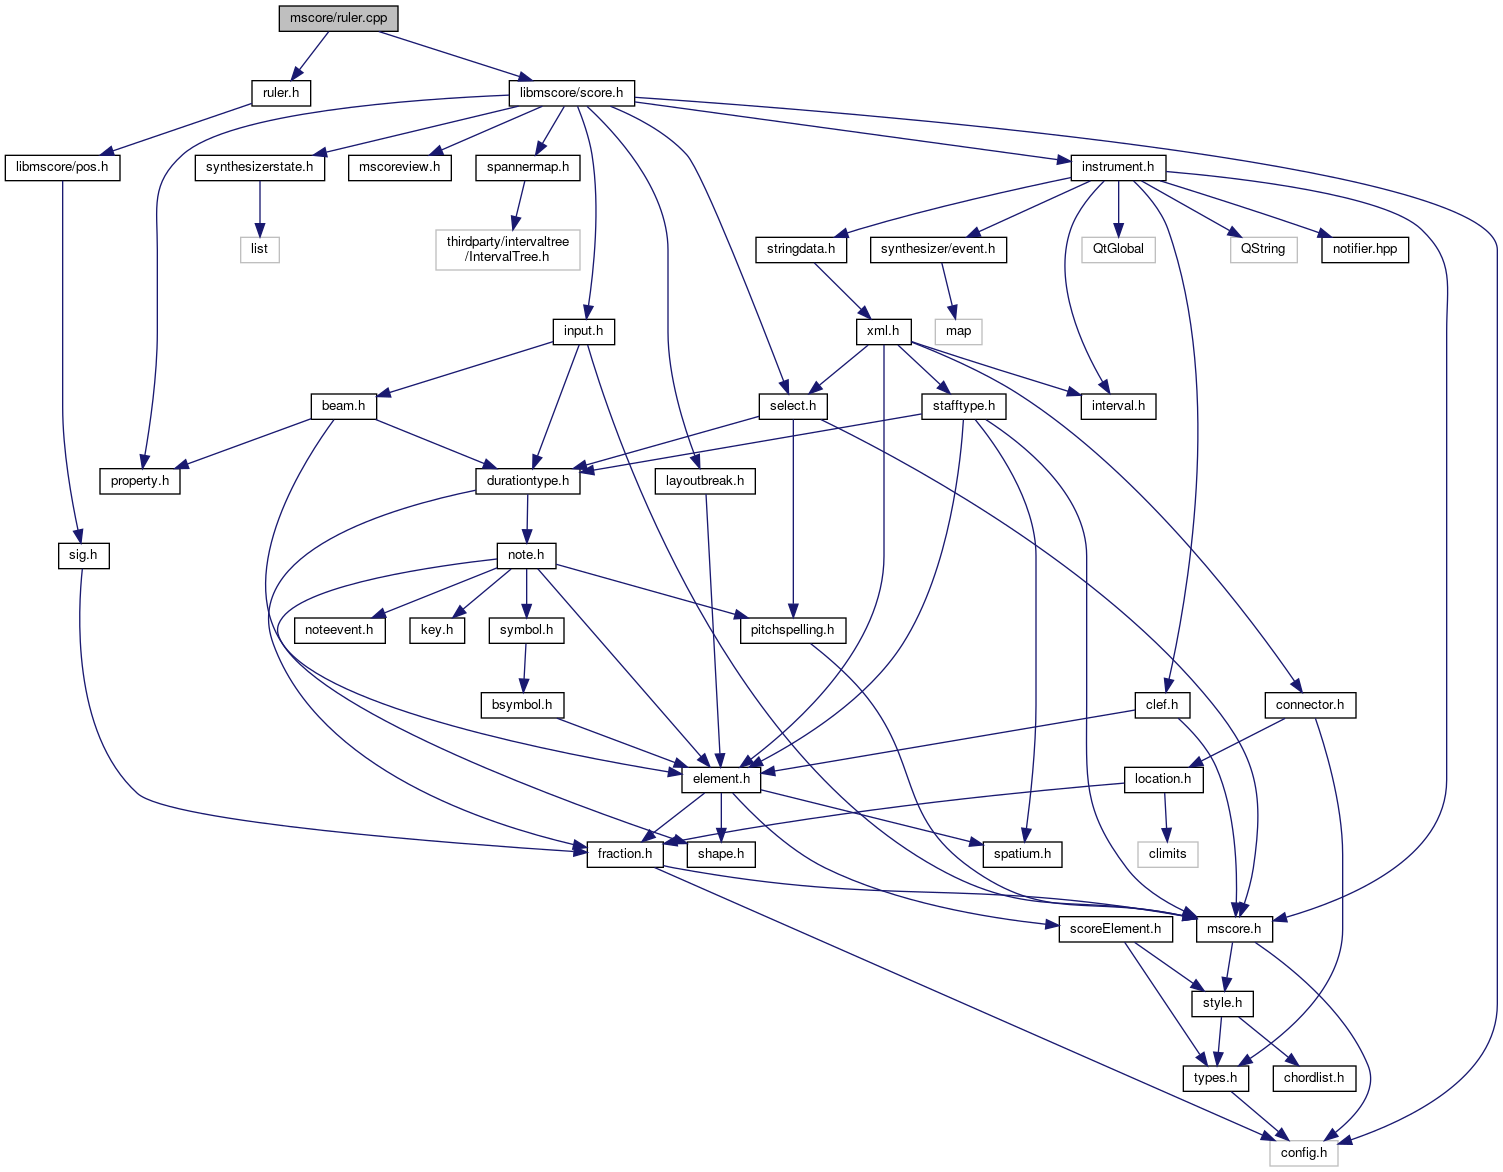 mscore/ruler.cpp
ruler.h
libmscore/score.h
libmscore/pos.h
synthesizerstate.h
mscoreview.h
spannermap.h
instrument.h
list
thirdparty/intervaltree
/IntervalTree.h
stringdata.h
synthesizer/event.h
QtGlobal
QString
notifier.hpp
input.h
xml.h
map
beam.h
select.h
stafftype.h
interval.h
property.h
durationtype.h
layoutbreak.h
sig.h
note.h
noteevent.h
key.h
symbol.h
pitchspelling.h
bsymbol.h
clef.h
connector.h
element.h
location.h
fraction.h
shape.h
spatium.h
climits
scoreElement.h
mscore.h
style.h
types.h
chordlist.h
config.h